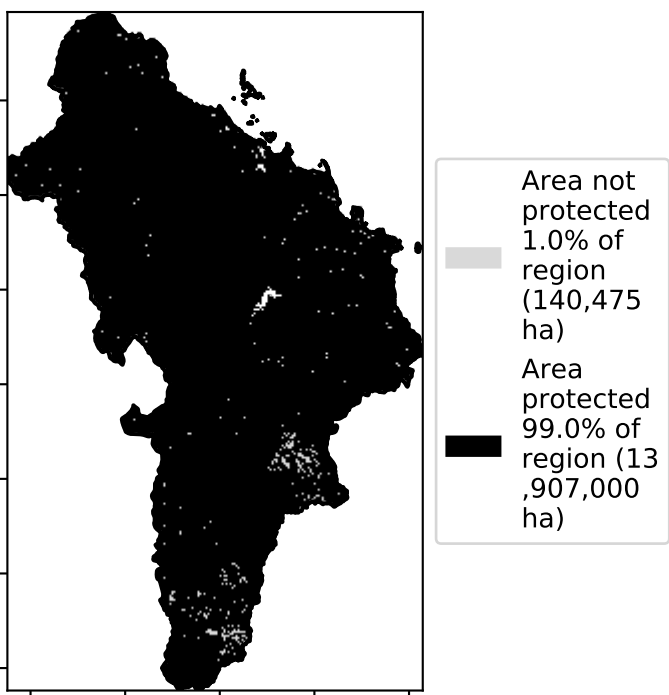 Area not
protected
1.0% of
region
(140,475
ha)
Area
protected
99.0% of
region (13
,907,000
ha)